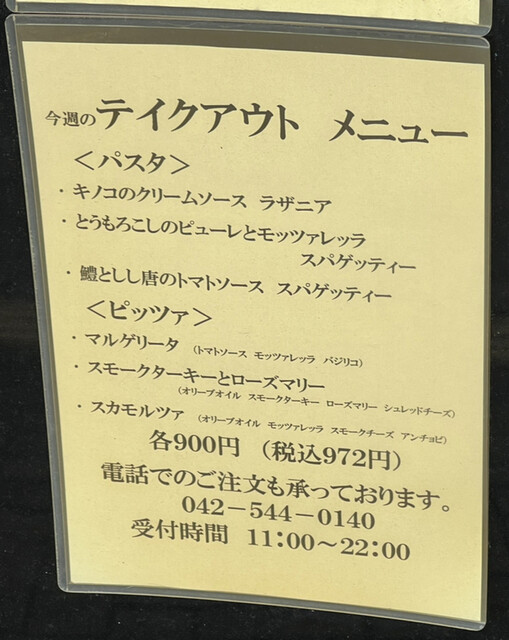 今週のテイクアウト メニュー
＜パスタ＞
・キノコのクリームソース ラザニア
・とうもろこしのピューレとモッツァレッラ
スパゲッティー
・鱧としし唐のトマトソース スパゲッティー
＜ピッツァ＞
・マルゲリータ (トマトソース モッツァレッラ バジリコ)
・スモークターキーとローズマリー
(オリーブオイル スモークターキー ローズマリー シュレッドチーズ)
・スカモルツァ (オリーブオイル モッツァレッラ スモークチーズ アンチョビ)
各900円 (税込972円)
電話でのご注文も承っております。
042－544－0140
受付時間 11:00～22:00